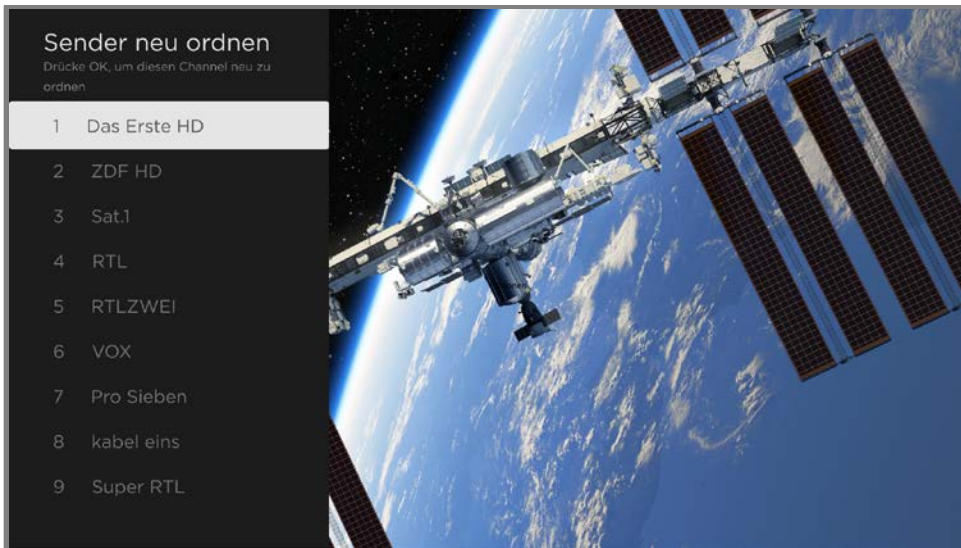 Sender neu ordnen
Drücke OK, um diesen Channel neu zu
ordnen
1 Das Erste HD
2 ZDF HD
3 Sat.1
4 RTL
5 RTLZWEI
6 VOX
7 Pro Sieben
8 kabel eins
9 Super RTL